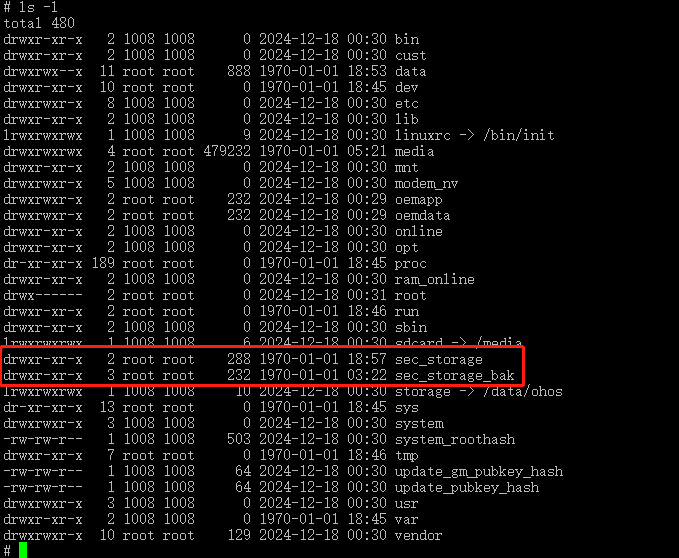 # ls -l
total 480
drwxr-xr-x   2 1008 1008      0 2024-12-18 00:30 bin
drwxr-xr-x   2 1008 1008      0 2024-12-18 00:30 cust
drwxrwx--x  11 root root    888 1970-01-01 18:53 data
drwxr-xr-x  10 root root      0 1970-01-01 18:45 dev
drwxr-xr-x   8 1008 1008      0 2024-12-18 00:30 etc
drwxr-xr-x   2 1008 1008      0 2024-12-18 00:30 lib
lrwxrwxrwx   1 1008 1008      9 2024-12-18 00:30 linuxrc -> /bin/init
drwxrwxrwx   4 root root 479232 1970-01-01 05:21 media
drwxr-xr-x   2 1008 1008      0 2024-12-18 00:30 mnt
drwxr-xr-x   5 1008 1008      0 2024-12-18 00:30 modem_nv
drwxrwxr-x   2 root root    232 2024-12-18 00:29 oemapp
drwxrwxr-x   2 root root    232 2024-12-18 00:29 oemdata
drwxr-xr-x   2 1008 1008      0 2024-12-18 00:30 online
drwxr-xr-x   2 1008 1008      0 2024-12-18 00:30 opt
dr-xr-xr-x 189 root root      0 1970-01-01 18:45 proc
drwxr-xr-x   2 1008 1008      0 2024-12-18 00:30 ram_online
drwx------   2 root root      0 2024-12-18 00:31 root
drwxr-xr-x   2 root root      0 1970-01-01 18:46 run
drwxr-xr-x   2 1008 1008      0 2024-12-18 00:30 sbin
lrwxrwxrwx   1 1008 1008      6 2024-12-18 00:30 sdcard -> /media
drwxr-xr-x   2 root root    288 1970-01-01 18:57 sec_storage
drwxr-xr-x   3 root root    232 1970-01-01 03:22 sec_storage_bak
lrwxrwxrwx   1 1008 1008     10 2024-12-18 00:30 storage -> /data/ohos
dr-xr-xr-x  13 root root      0 1970-01-01 18:45 sys
drwxrwxr-x   3 1008 1008      0 2024-12-18 00:30 system
-rw-rw-r--   1 1008 1008    503 2024-12-18 00:30 system_roothash
drwxr-xr-x   7 root root      0 1970-01-01 18:46 tmp
-rw-rw-r--   1 1008 1008     64 2024-12-18 00:30 update_gm_pubkey_hash
-rw-rw-r--   1 1008 1008     64 2024-12-18 00:30 update_pubkey_hash
drwxrwxr-x   3 1008 1008      0 2024-12-18 00:30 usr
drwxr-xr-x   2 root root      0 1970-01-01 18:45 var
drwxrwxr-x  10 root root    129 2024-12-18 00:30 vendor
#